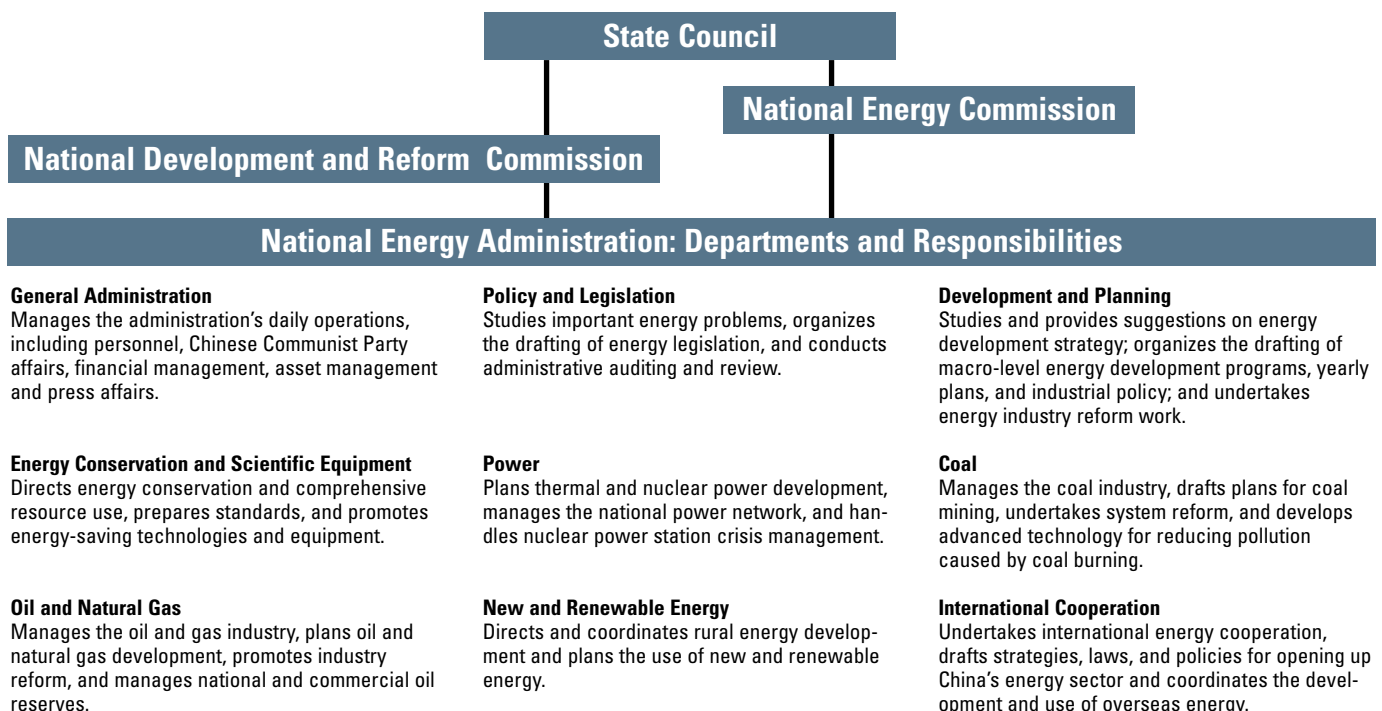 State Council
National Energy Commission
National Development and Reform Commission
National Energy Administration: Departments and Responsibilities
General Administration
Manages the administration's daily operations,
including personnel, Chinese Communist Party
affairs, financial management, asset management
and press affairs.
Policy and Legislation
Studies important energy problems, organizes
the drafting of energy legislation, and conducts
administrative auditing and review.
Development and Planning
Studies and provides suggestions on energy
development strategy; organizes the drafting of
macro-level energy development programs, yearly
plans, and industrial policy; and undertakes
energy industry reform work.
Energy Conservation and Scientific Equipment
Directs energy conservation and comprehensive
resource use, prepares standards, and promotes
energy-saving technologies and equipment.
Power
Plans thermal and nuclear power development,
manages the national power network, and han-
dles nuclear power station crisis management.
Coal
Manages the coal industry, drafts plans for coal
mining, undertakes system reform, and develops
advanced technology for reducing pollution
caused by coal burning.
Oil and Natural Gas
Manages the oil and gas industry, plans oil and
natural gas development, promotes industry
reform, and manages national and commercial oil
reserves.
New and Renewable Energy
Directs and coordinates rural energy develop-
ment and plans the use of new and renewable
energy.
International Cooperation
Undertakes international energy cooperation,
drafts strategies, laws, and policies for opening up
China's energy sector and coordinates the devel-
opment and use of overseas energy.